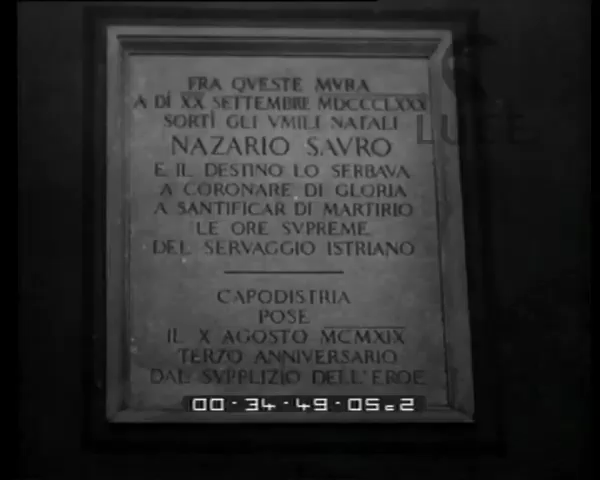 FRA QVESTE MVRA
A DÌ XX SETTEMBRE MDCCCLXXX
SORTÌ GLI VMILI NATALI
NAZARIO SAVRO
E IL DESTINO LO SERBAVA
A CORONARE DI GLORIA
A SANTIFICAR DI MARTIRIO
LE ORE SVPREME
DEL SERVAGGIO ISTRIANO
CAPODISTRIA
POSE
IL X AGOSTO MCMXIX
TERZO ANNIVERSARIO
DAL SVPPLIZIO DELL'EROE
LUCE
00·34·49·05.2